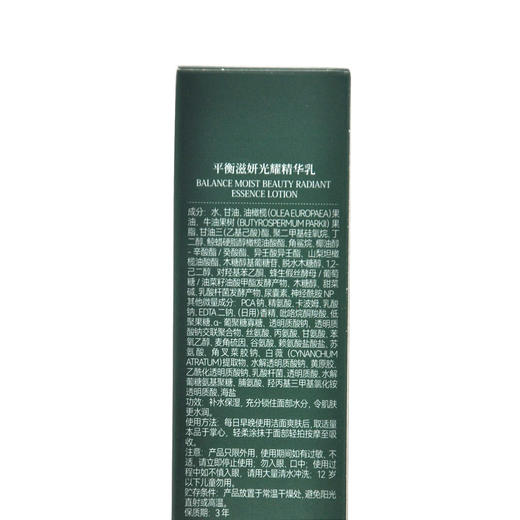 平衡滋妍光耀精华乳
BALANCE MOIST BEAUTY RADIANT
ESSENCE LOTION
成分：水、甘油、油橄榄(OLEA EUROPAEA)果
油、牛油果树(BUTYROSPERMUM PARKII)果
脂、甘油三(乙基己酸)酯、聚二甲基硅氧烷、丁
二醇、鲸蜡硬脂醇橄榄油酸酯、角鲨烷、椰油醇
－辛酸酯／癸酸酯、异壬酸异壬酯、山梨坦橄
榄油酸酯、木糖醇基葡糖苷、脱水木糖醇、1,2-
己二醇、对羟基苯乙酮、蜂生假丝酵母／葡萄
糖／油菜籽油酸甲酯发酵产物、木糖醇、甜菜
碱、乳酸杆菌发酵产物、尿囊素、神经酰胺 NP
其他微量成分：PCA钠、精氨酸、卡波姆、乳酸
钠、EDTA 二钠、(日用)香精、吡咯烷酮羧酸、低
聚果糖、α-葡聚糖寡糖、透明质酸钠、透明质
酸钠交联聚合物、丝氨酸、丙氨酸、甘氨酸、苯
氧乙醇、麦角硫因、谷氨酸、赖氨酸盐酸盐、苏
氨酸、角叉菜胶钠、白薇(CYNANCHUM
ATRATUM)提取物、水解透明质酸钠、黄原胶、
乙酰化透明质酸钠、乳酸杆菌、透明质酸、水解
葡糖氨基聚糖、脯氨酸、羟丙基三甲基氯化铵
透明质酸、海盐
功效：补水保湿，充分锁住面部水分，令肌肤
更水润。
使用方法：每日早晚使用洁面爽肤后，取适量
本品于掌心，轻柔涂抹于面部轻拍按摩至吸
收。
注意：产品只限外用，使用期间如有过敏、不
适，请立即停止使用；勿入眼、口中；使用过
程中如不慎入眼，请用大量清水冲洗；12 岁
以下儿童勿用。
贮存条件：产品放置于常温干燥处，避免阳光
直射或高温。
保质期：3年